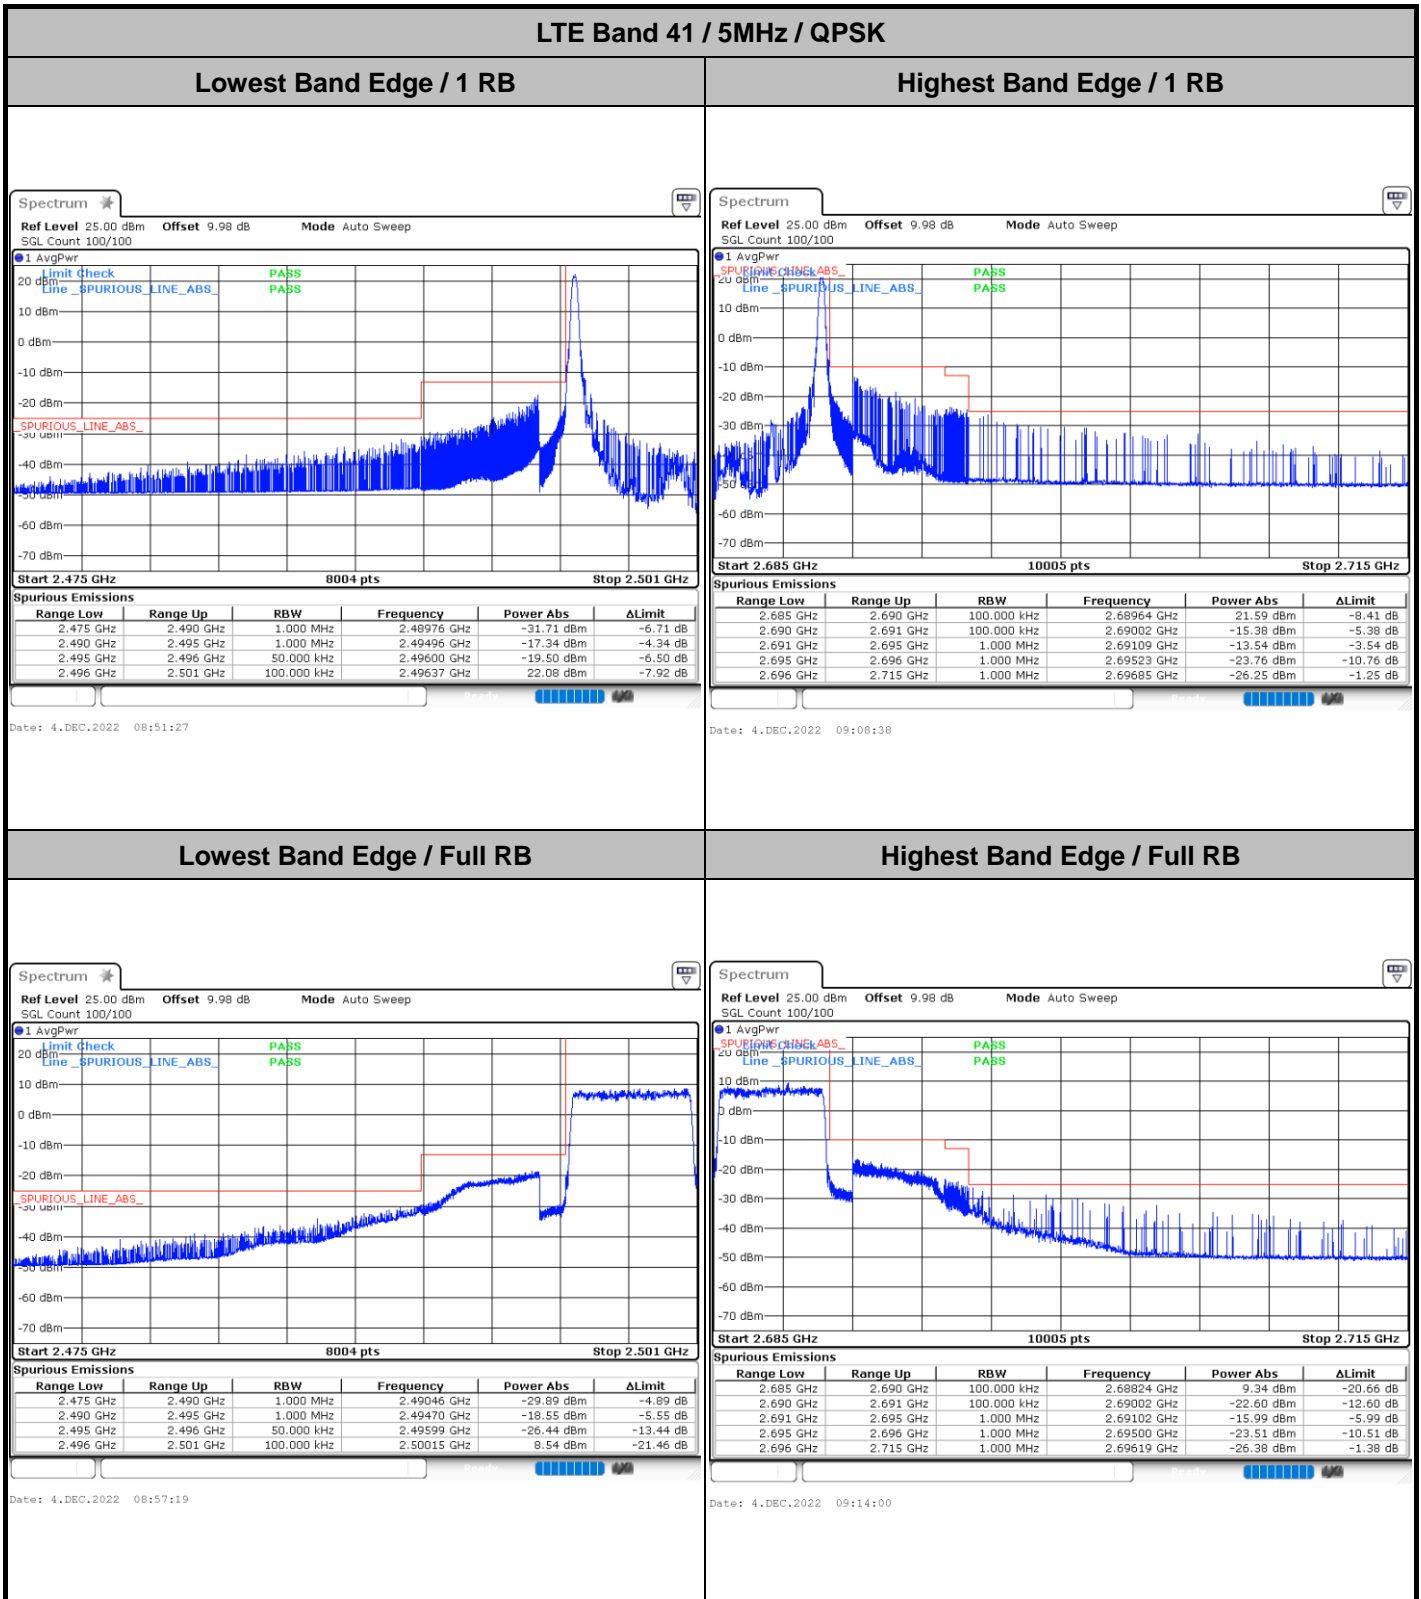 LTE Band 41 / 5MHz / QPSK
Lowest Band Edge / 1 RB
Highest Band Edge / 1 RB
Spectrum
Ref Level 25.00 dBm Offset 9.98 dB Mode Auto Sweep
SGL Count 100/100
1 AvgPwr
Limit Check PASS
Line _SPURIOUS_LINE_ABS_ PASS
20 dBm
10 dBm
0 dBm
-10 dBm
-20 dBm
_SPURIOUS_LINE_ABS_
-30 dBm
-40 dBm
-50 dBm
-60 dBm
-70 dBm
Start 2.475 GHz 8004 pts Stop 2.501 GHz
Spurious Emissions
Range Low Range Up RBW Frequency Power Abs ΔLimit
2.475 GHz 2.490 GHz 1.000 MHz 2.48976 GHz -31.71 dBm -6.71 dB
2.490 GHz 2.495 GHz 1.000 MHz 2.49496 GHz -17.34 dBm -4.34 dB
2.495 GHz 2.496 GHz 50.000 kHz 2.49600 GHz -19.50 dBm -6.50 dB
2.496 GHz 2.501 GHz 100.000 kHz 2.49637 GHz 22.08 dBm -7.92 dB
Ready
Date: 4.DEC.2022 08:51:27
Spectrum
Ref Level 25.00 dBm Offset 9.98 dB Mode Auto Sweep
SGL Count 100/100
1 AvgPwr
_SPURIOUS_LINE_ABS_
Limit Check PASS
Line _SPURIOUS_LINE_ABS_ PASS
20 dBm
10 dBm
0 dBm
-10 dBm
-20 dBm
-30 dBm
-40 dBm
-50 dBm
-60 dBm
-70 dBm
Start 2.685 GHz 10005 pts Stop 2.715 GHz
Spurious Emissions
Range Low Range Up RBW Frequency Power Abs ΔLimit
2.685 GHz 2.690 GHz 100.000 kHz 2.68964 GHz 21.59 dBm -8.41 dB
2.690 GHz 2.691 GHz 100.000 kHz 2.69002 GHz -15.38 dBm -5.38 dB
2.691 GHz 2.695 GHz 1.000 MHz 2.69109 GHz -13.54 dBm -3.54 dB
2.695 GHz 2.696 GHz 1.000 MHz 2.69523 GHz -23.76 dBm -10.76 dB
2.696 GHz 2.715 GHz 1.000 MHz 2.69685 GHz -26.25 dBm -1.25 dB
Ready
Date: 4.DEC.2022 09:08:38
Lowest Band Edge / Full RB
Highest Band Edge / Full RB
Spectrum
Ref Level 25.00 dBm Offset 9.98 dB Mode Auto Sweep
SGL Count 100/100
1 AvgPwr
Limit Check PASS
Line _SPURIOUS_LINE_ABS_ PASS
20 dBm
10 dBm
0 dBm
-10 dBm
-20 dBm
_SPURIOUS_LINE_ABS_
-30 dBm
-40 dBm
-50 dBm
-60 dBm
-70 dBm
Start 2.475 GHz 8004 pts Stop 2.501 GHz
Spurious Emissions
Range Low Range Up RBW Frequency Power Abs ΔLimit
2.475 GHz 2.490 GHz 1.000 MHz 2.49046 GHz -29.89 dBm -4.89 dB
2.490 GHz 2.495 GHz 1.000 MHz 2.49470 GHz -18.55 dBm -5.55 dB
2.495 GHz 2.496 GHz 50.000 kHz 2.49599 GHz -26.44 dBm -13.44 dB
2.496 GHz 2.501 GHz 100.000 kHz 2.50015 GHz 8.54 dBm -21.46 dB
Ready
Date: 4.DEC.2022 08:57:19
Spectrum
Ref Level 25.00 dBm Offset 9.98 dB Mode Auto Sweep
SGL Count 100/100
1 AvgPwr
_SPURIOUS_LINE_ABS_
Limit Check PASS
Line _SPURIOUS_LINE_ABS_ PASS
20 dBm
10 dBm
0 dBm
-10 dBm
-20 dBm
-30 dBm
-40 dBm
-50 dBm
-60 dBm
-70 dBm
Start 2.685 GHz 10005 pts Stop 2.715 GHz
Spurious Emissions
Range Low Range Up RBW Frequency Power Abs ΔLimit
2.685 GHz 2.690 GHz 100.000 kHz 2.68824 GHz 9.34 dBm -20.66 dB
2.690 GHz 2.691 GHz 100.000 kHz 2.69002 GHz -22.60 dBm -12.60 dB
2.691 GHz 2.695 GHz 1.000 MHz 2.69102 GHz -15.99 dBm -5.99 dB
2.695 GHz 2.696 GHz 1.000 MHz 2.69500 GHz -23.51 dBm -10.51 dB
2.696 GHz 2.715 GHz 1.000 MHz 2.69619 GHz -26.38 dBm -1.38 dB
Ready
Date: 4.DEC.2022 09:14:00